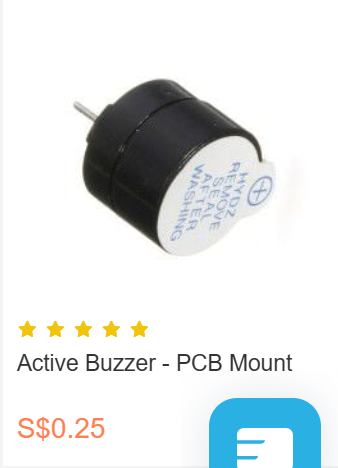 HYDZ
REMOVE
SEAL
AFTER
WASHING
+
Active Buzzer - PCB Mount
S$0.25